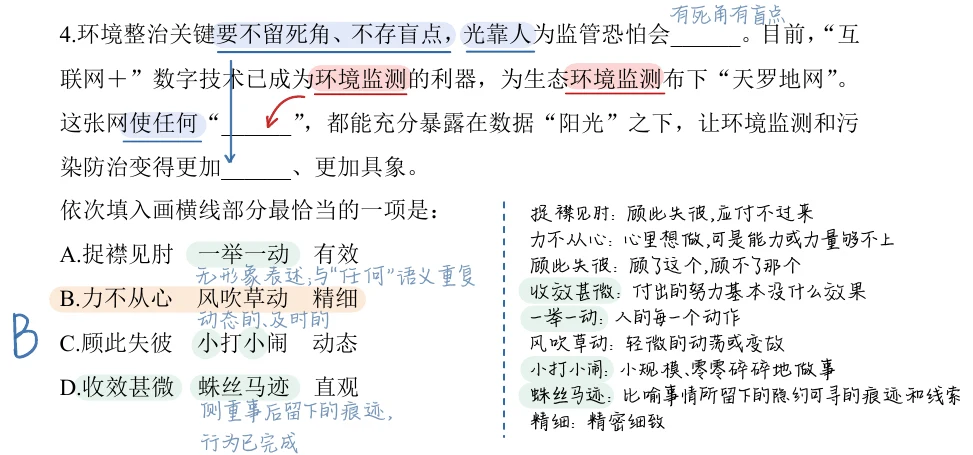 有死角有盲点
4.环境整治关键要不留死角、不存盲点，光靠人为监管恐怕会______。目前，“互
联网＋”数字技术已成为环境监测的利器，为生态环境监测布下“天罗地网”。
这张网使任何“______”，都能充分暴露在数据“阳光”之下，让环境监测和污
染防治变得更加______、更加具象。
依次填入画横线部分最恰当的一项是：
A.捉襟见肘 一举一动 有效
无形象表述;与“任何”语义重复
B.力不从心 风吹草动 精细
动态的、及时的
B
C.顾此失彼 小打小闹 动态
D.收效甚微 蛛丝马迹 直观
侧重事后留下的痕迹,
行为已完成
捉襟见肘: 顾此失彼,应付不过来
力不从心: 心里想做,可是能力或力量够不上
顾此失彼: 顾了这个,顾不了那个
收效甚微: 付出的努力基本没什么效果
一举一动: 人的每一个动作
风吹草动: 轻微的动荡或变故
小打小闹: 小规模、零零碎碎地做事
蛛丝马迹: 比喻事情所留下的隐约可寻的痕迹和线索
精细: 精密细致